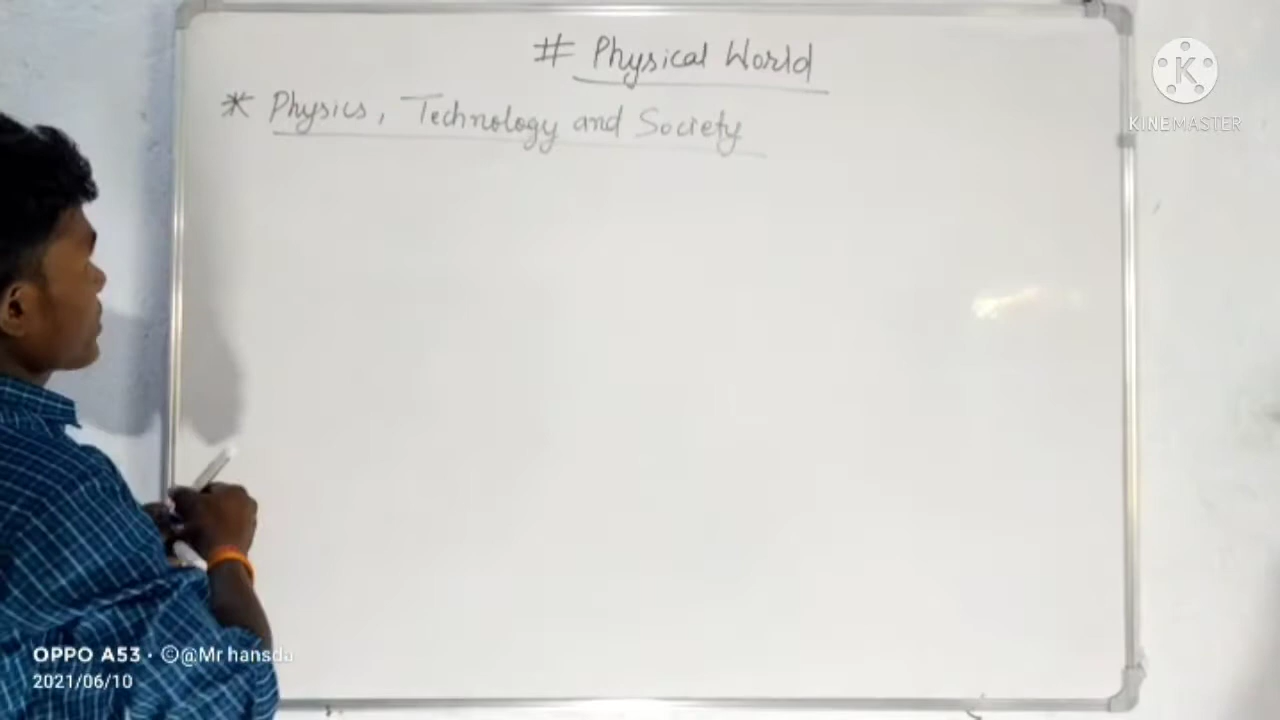 # Physical World
* Physics, Technology and Society
K
KINEMASTER
OPPO A53 · ©@Mr hansda
2021/06/10